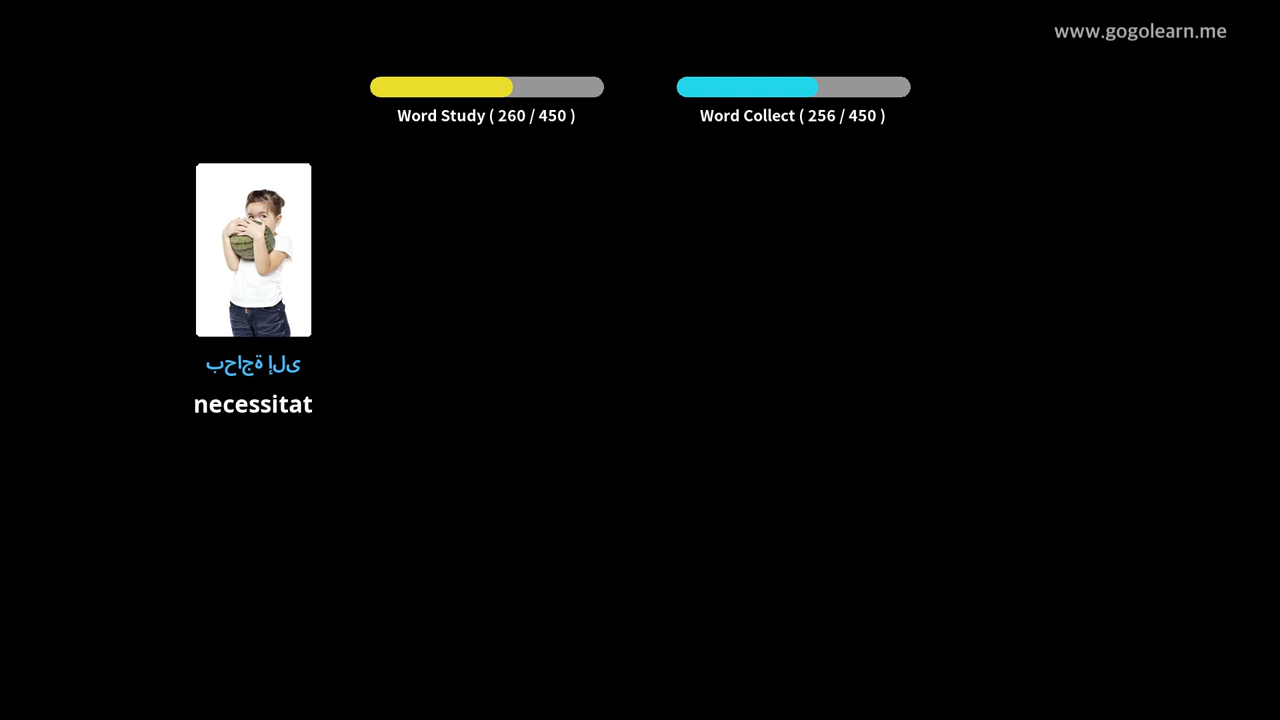 www.gogolearn.me
Word Study ( 260 / 450 )
Word Collect ( 256 / 450 )
بحاجة إلى
necessitat